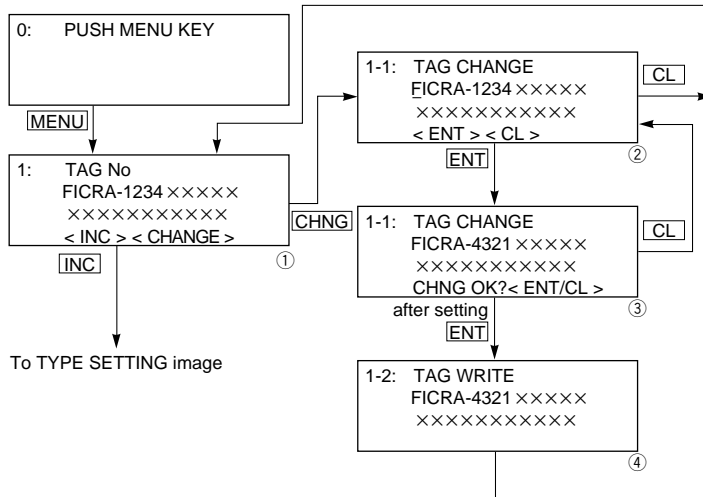 0: PUSH MENU KEY
MENU
1: TAG No
FICRA-1234 ×××××
×××××××××××
< INC > < CHANGE >
①
INC
To TYPE SETTING image
CHNG
1-1: TAG CHANGE
FICRA-1234 ×××××
×××××××××××
< ENT > < CL >
②
CL
ENT
1-1: TAG CHANGE
FICRA-4321 ×××××
×××××××××××
CHNG OK?< ENT/CL >
③
CL
after setting
ENT
1-2: TAG WRITE
FICRA-4321 ×××××
×××××××××××
④